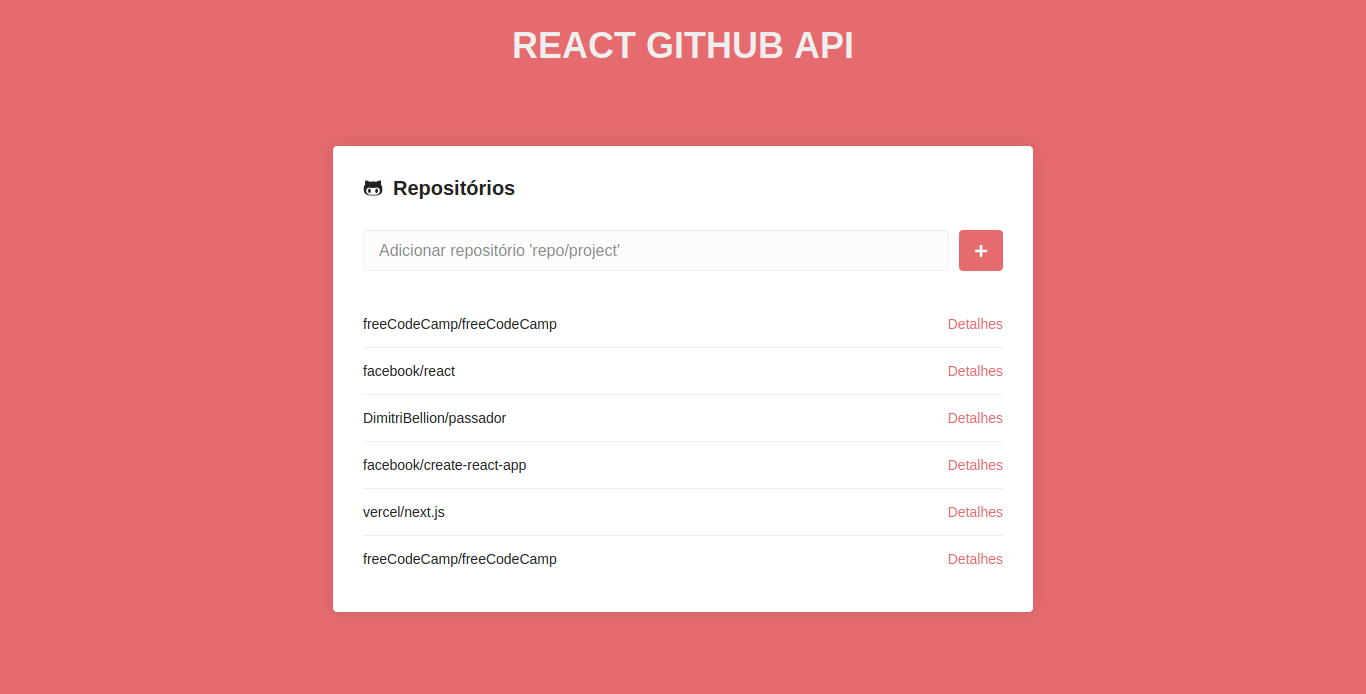 REACT GITHUB API
Repositórios
Adicionar repositório 'repo/project'
freeCodeCamp/freeCodeCamp Detalhes
facebook/react Detalhes
DimitriBellion/passador Detalhes
facebook/create-react-app Detalhes
vercel/next.js Detalhes
freeCodeCamp/freeCodeCamp Detalhes